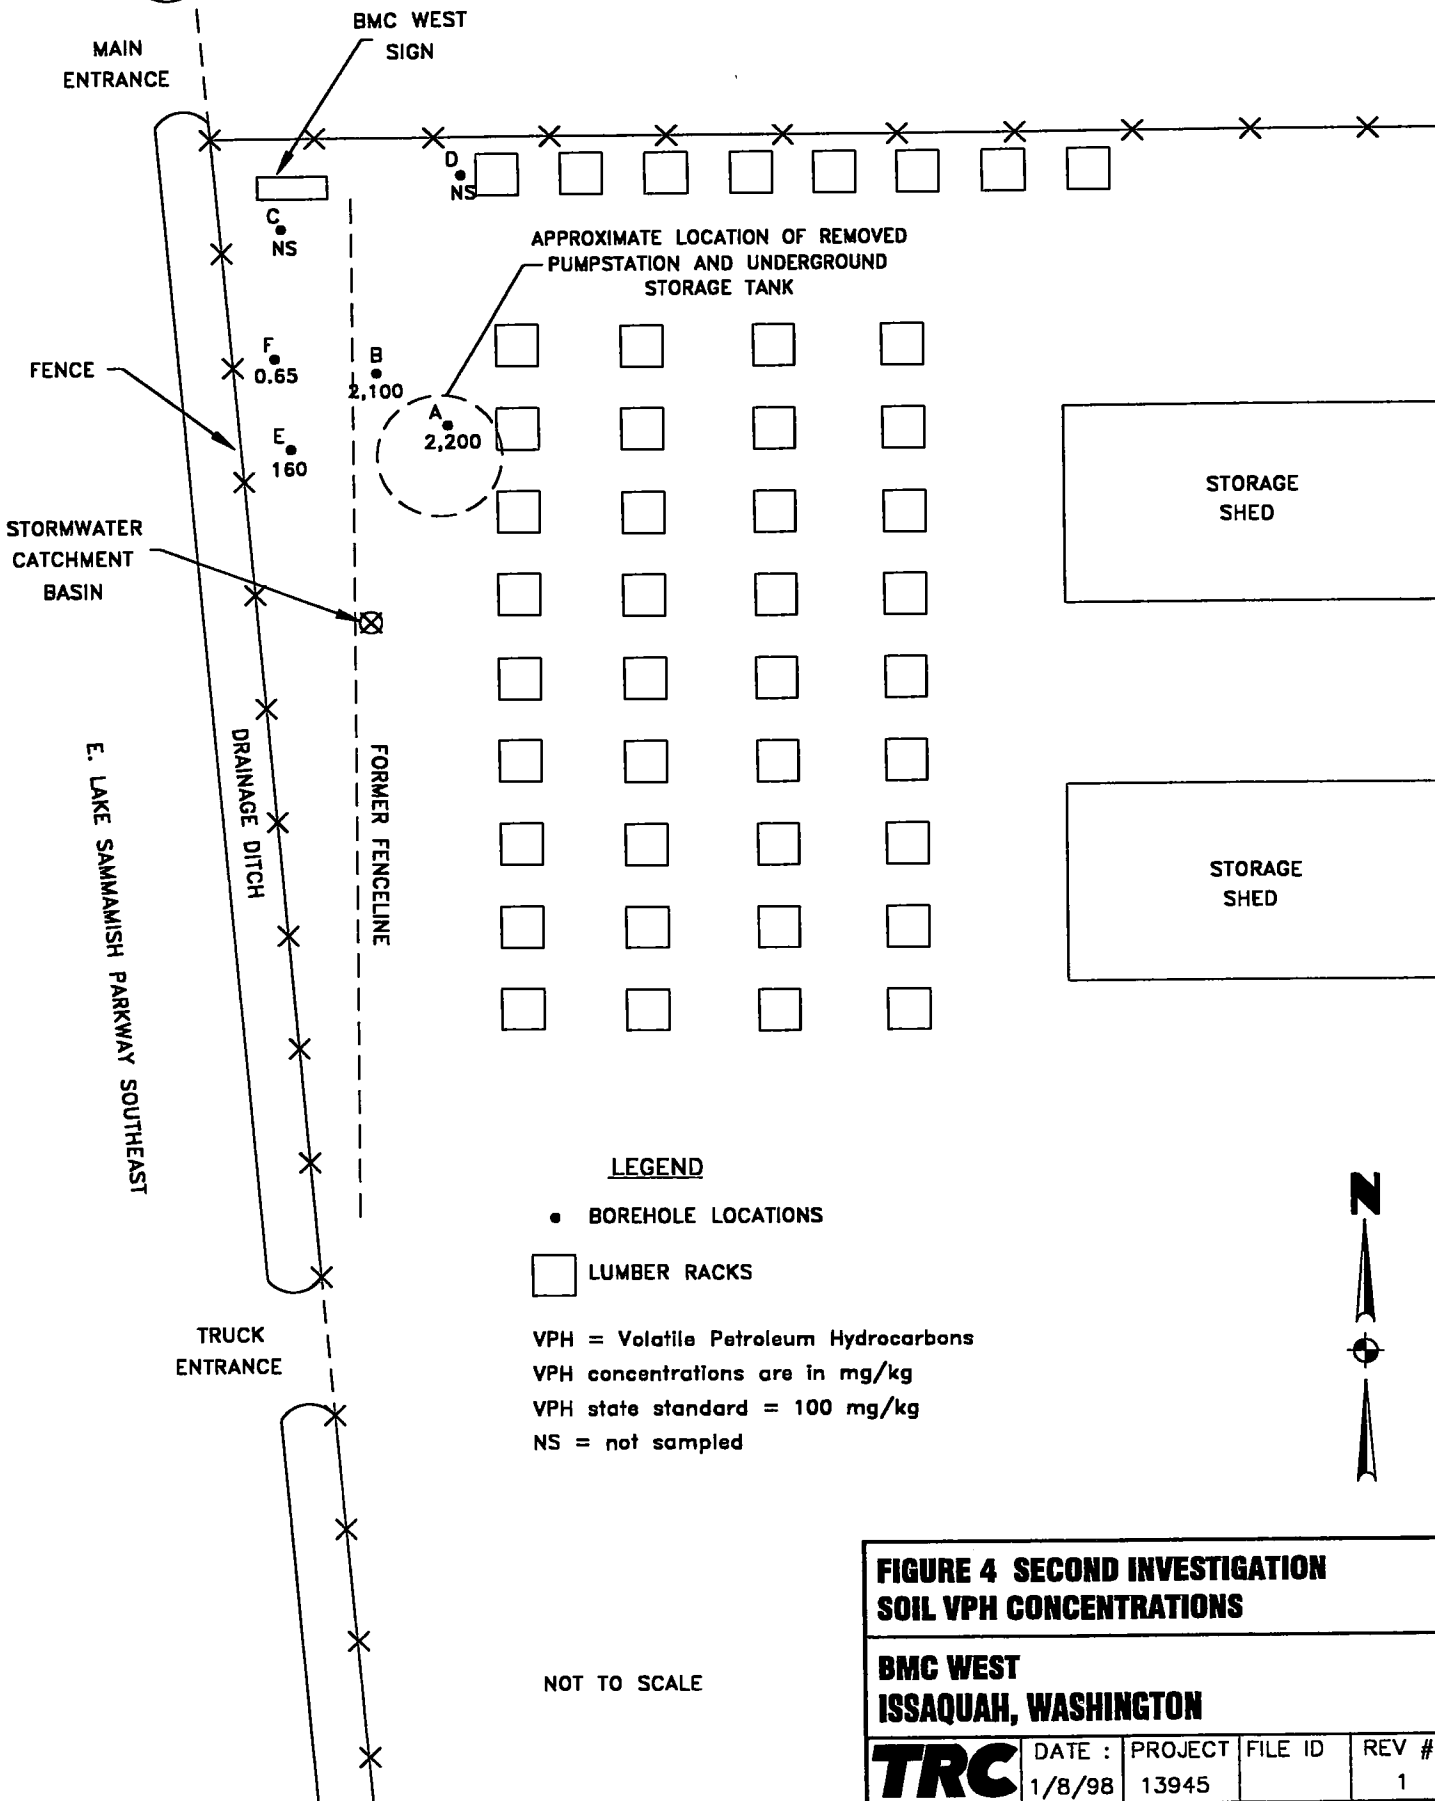 BMC WEST
SIGN
MAIN
ENTRANCE
D
NS
C
NS
APPROXIMATE LOCATION OF REMOVED
PUMPSTATION AND UNDERGROUND
STORAGE TANK
F
0.65
B
2,100
FENCE
A
2,200
E
160
STORAGE
SHED
STORMWATER
CATCHMENT
BASIN
DRAINAGE DITCH
FORMER FENCELINE
E. LAKE SAMMAMISH PARKWAY SOUTHEAST
STORAGE
SHED
LEGEND
BOREHOLE LOCATIONS
LUMBER RACKS
VPH = Volatile Petroleum Hydrocarbons
VPH concentrations are in mg/kg
VPH state standard = 100 mg/kg
NS = not sampled
N
TRUCK
ENTRANCE
NOT TO SCALE
FIGURE 4 SECOND INVESTIGATION
SOIL VPH CONCENTRATIONS
BMC WEST
ISSAQUAH, WASHINGTON
TRC
DATE :
1/8/98
PROJECT
13945
FILE ID
REV #
1